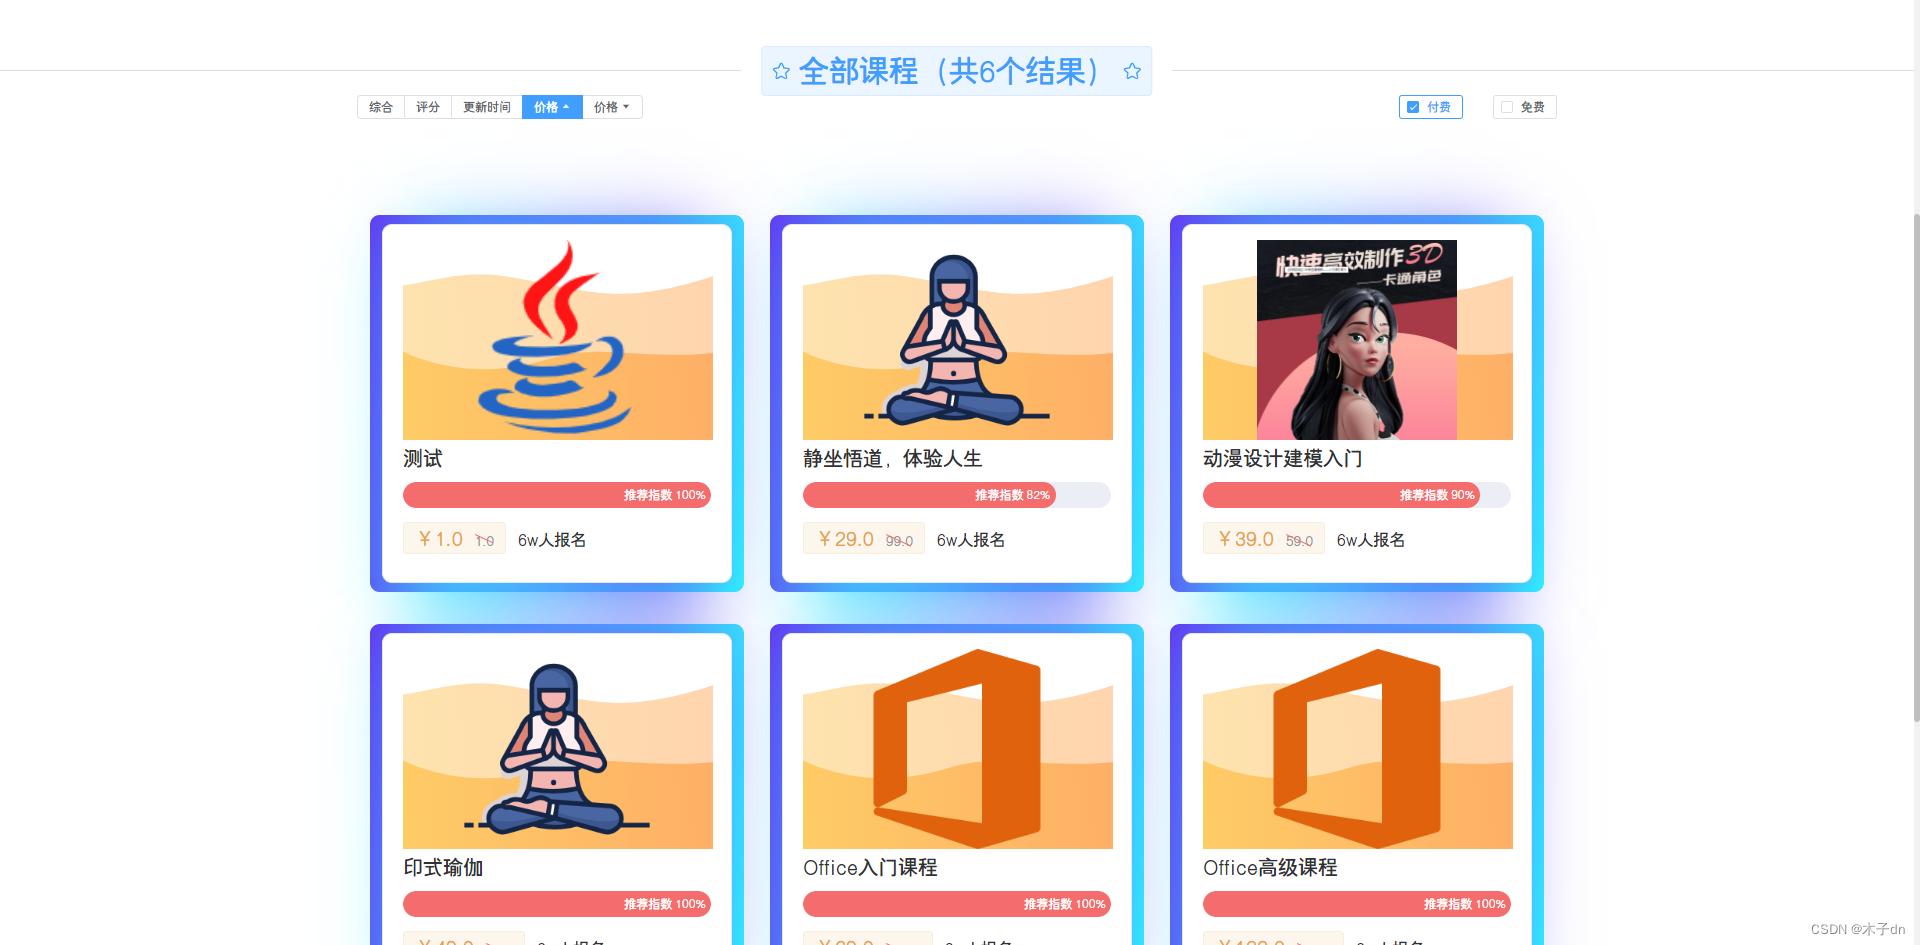 全部课程（共6个结果）
综合 评分 更新时间 价格 价格 付费 免费
快速高效制作3D
——卡通角色
测试 静坐悟道，体验人生 动漫设计建模入门
推荐指数 100% 推荐指数 82% 推荐指数 90%
￥1.0 1.0 6w人报名 ￥29.0 99.0 6w人报名 ￥39.0 59.0 6w人报名
印式瑜伽 Office入门课程 Office高级课程
推荐指数 100% 推荐指数 100% 推荐指数 100%
CSDN @木子dn